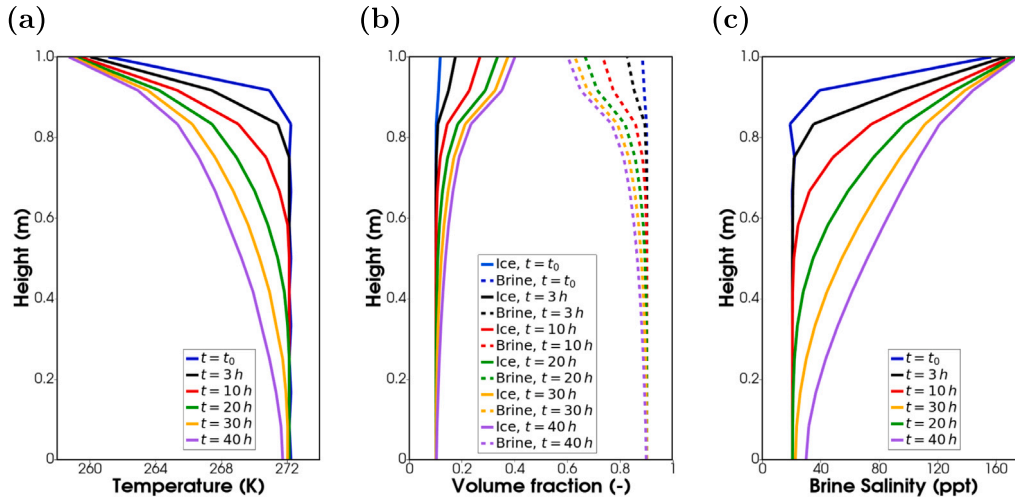 (a)
(b)
(c)
1.0
0.8
0.6
0.4
0.2
0
Height (m)
t = t₀
t = 3 h
t = 10 h
t = 20 h
t = 30 h
t = 40 h
260
264
268
272
Temperature (K)
1.0
0.8
0.6
0.4
0.2
0
Height (m)
Ice, t = t₀
Brine, t = t₀
Ice, t = 3 h
Brine, t = 3 h
Ice, t = 10 h
Brine, t = 10 h
Ice, t = 20 h
Brine, t = 20 h
Ice, t = 30 h
Brine, t = 30 h
Ice, t = 40 h
Brine, t = 40 h
0
0.2
0.4
0.6
0.8
1
Volume fraction (-)
1.0
0.8
0.6
0.4
0.2
0
Height (m)
t = t₀
t = 3 h
t = 10 h
t = 30 h
t = 20 h
t = 40 h
0
40
80
120
160
Brine Salinity (ppt)